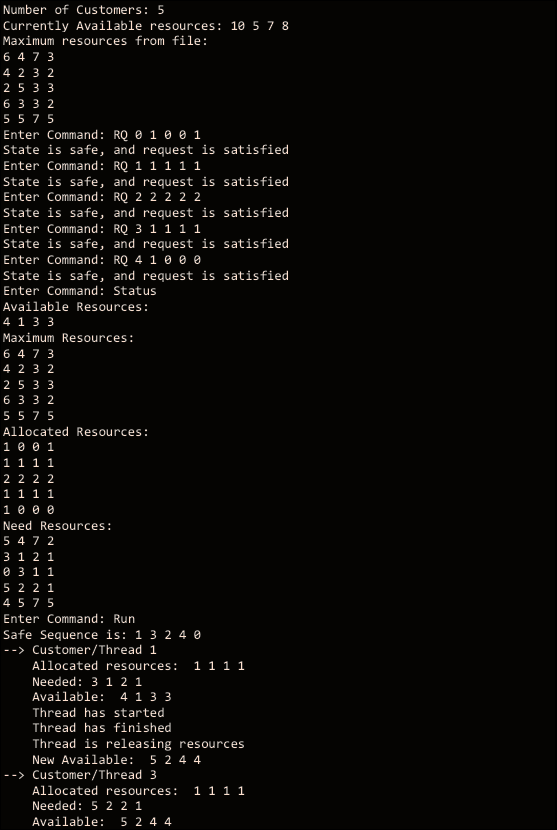 Number of Customers: 5
Currently Available resources: 10 5 7 8
Maximum resources from file:
6 4 7 3
4 2 3 2
2 5 3 3
6 3 3 2
5 5 7 5
Enter Command: RQ 0 1 0 0 1
State is safe, and request is satisfied
Enter Command: RQ 1 1 1 1 1
State is safe, and request is satisfied
Enter Command: RQ 2 2 2 2 2
State is safe, and request is satisfied
Enter Command: RQ 3 1 1 1 1
State is safe, and request is satisfied
Enter Command: RQ 4 1 0 0 0
State is safe, and request is satisfied
Enter Command: Status
Available Resources:
4 1 3 3
Maximum Resources:
6 4 7 3
4 2 3 2
2 5 3 3
6 3 3 2
5 5 7 5
Allocated Resources:
1 0 0 1
1 1 1 1
2 2 2 2
1 1 1 1
1 0 0 0
Need Resources:
5 4 7 2
3 1 2 1
0 3 1 1
5 2 2 1
4 5 7 5
Enter Command: Run
Safe Sequence is: 1 3 2 4 0
--> Customer/Thread 1
    Allocated resources:  1 1 1 1
    Needed: 3 1 2 1
    Available:  4 1 3 3
    Thread has started
    Thread has finished
    Thread is releasing resources
    New Available:  5 2 4 4
--> Customer/Thread 3
    Allocated resources:  1 1 1 1
    Needed: 5 2 2 1
    Available:  5 2 4 4